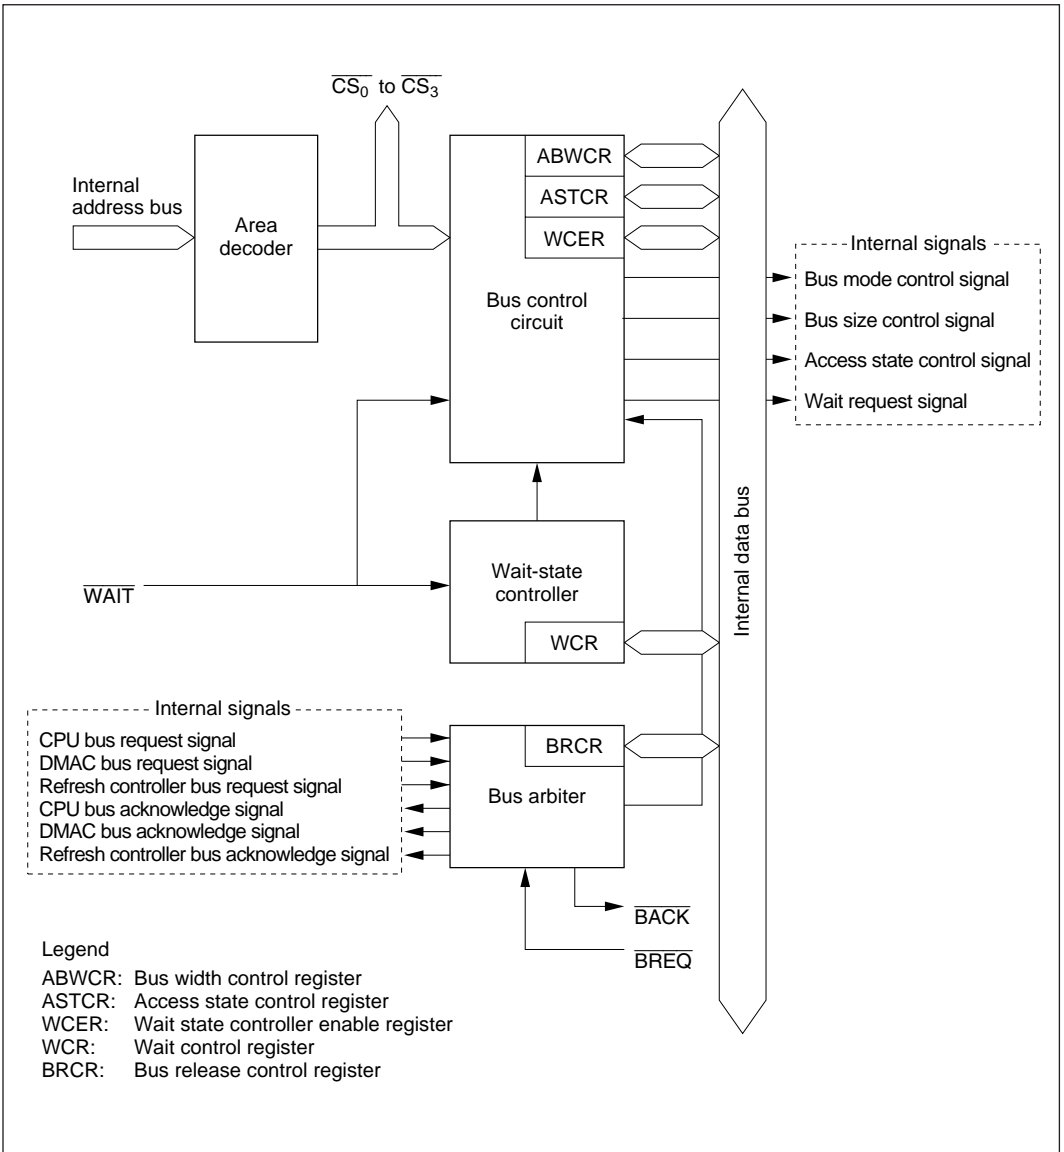 CS0 to CS3
Internal
address bus
Area
decoder
ABWCR
ASTCR
WCER
Bus control
circuit
Internal signals
Bus mode control signal
Bus size control signal
Access state control signal
Wait request signal
Internal data bus
WAIT
Wait-state
controller
WCR
Internal signals
CPU bus request signal
DMAC bus request signal
Refresh controller bus request signal
CPU bus acknowledge signal
DMAC bus acknowledge signal
Refresh controller bus acknowledge signal
BRCR
Bus arbiter
BACK
BREQ
Legend
ABWCR: Bus width control register
ASTCR: Access state control register
WCER: Wait state controller enable register
WCR: Wait control register
BRCR: Bus release control register